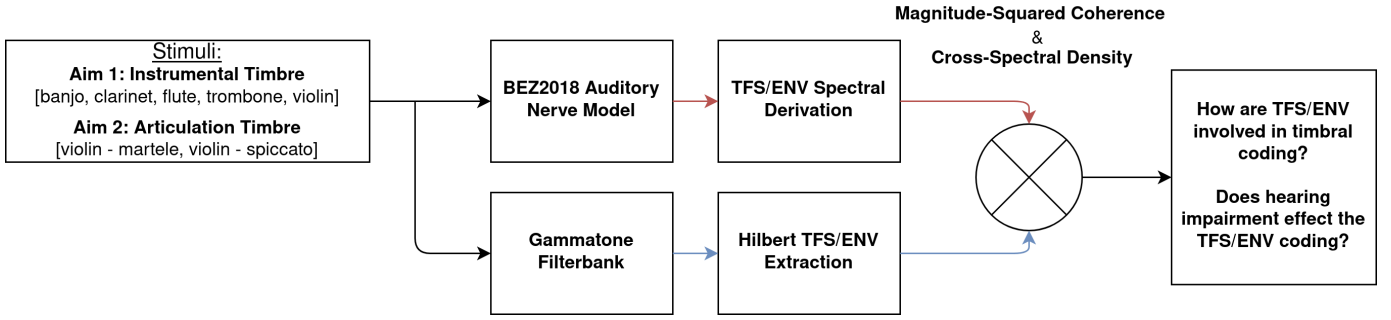 Stimuli:
Aim 1: Instrumental Timbre
[banjo, clarinet, flute, trombone, violin]
Aim 2: Articulation Timbre
[violin - martele, violin - spiccato]
BEZ2018 Auditory
Nerve Model
TFS/ENV Spectral
Derivation
Magnitude-Squared Coherence
&
Cross-Spectral Density
Gammatone
Filterbank
Hilbert TFS/ENV
Extraction
How are TFS/ENV
involved in timbral
coding?
Does hearing
impairment effect the
TFS/ENV coding?